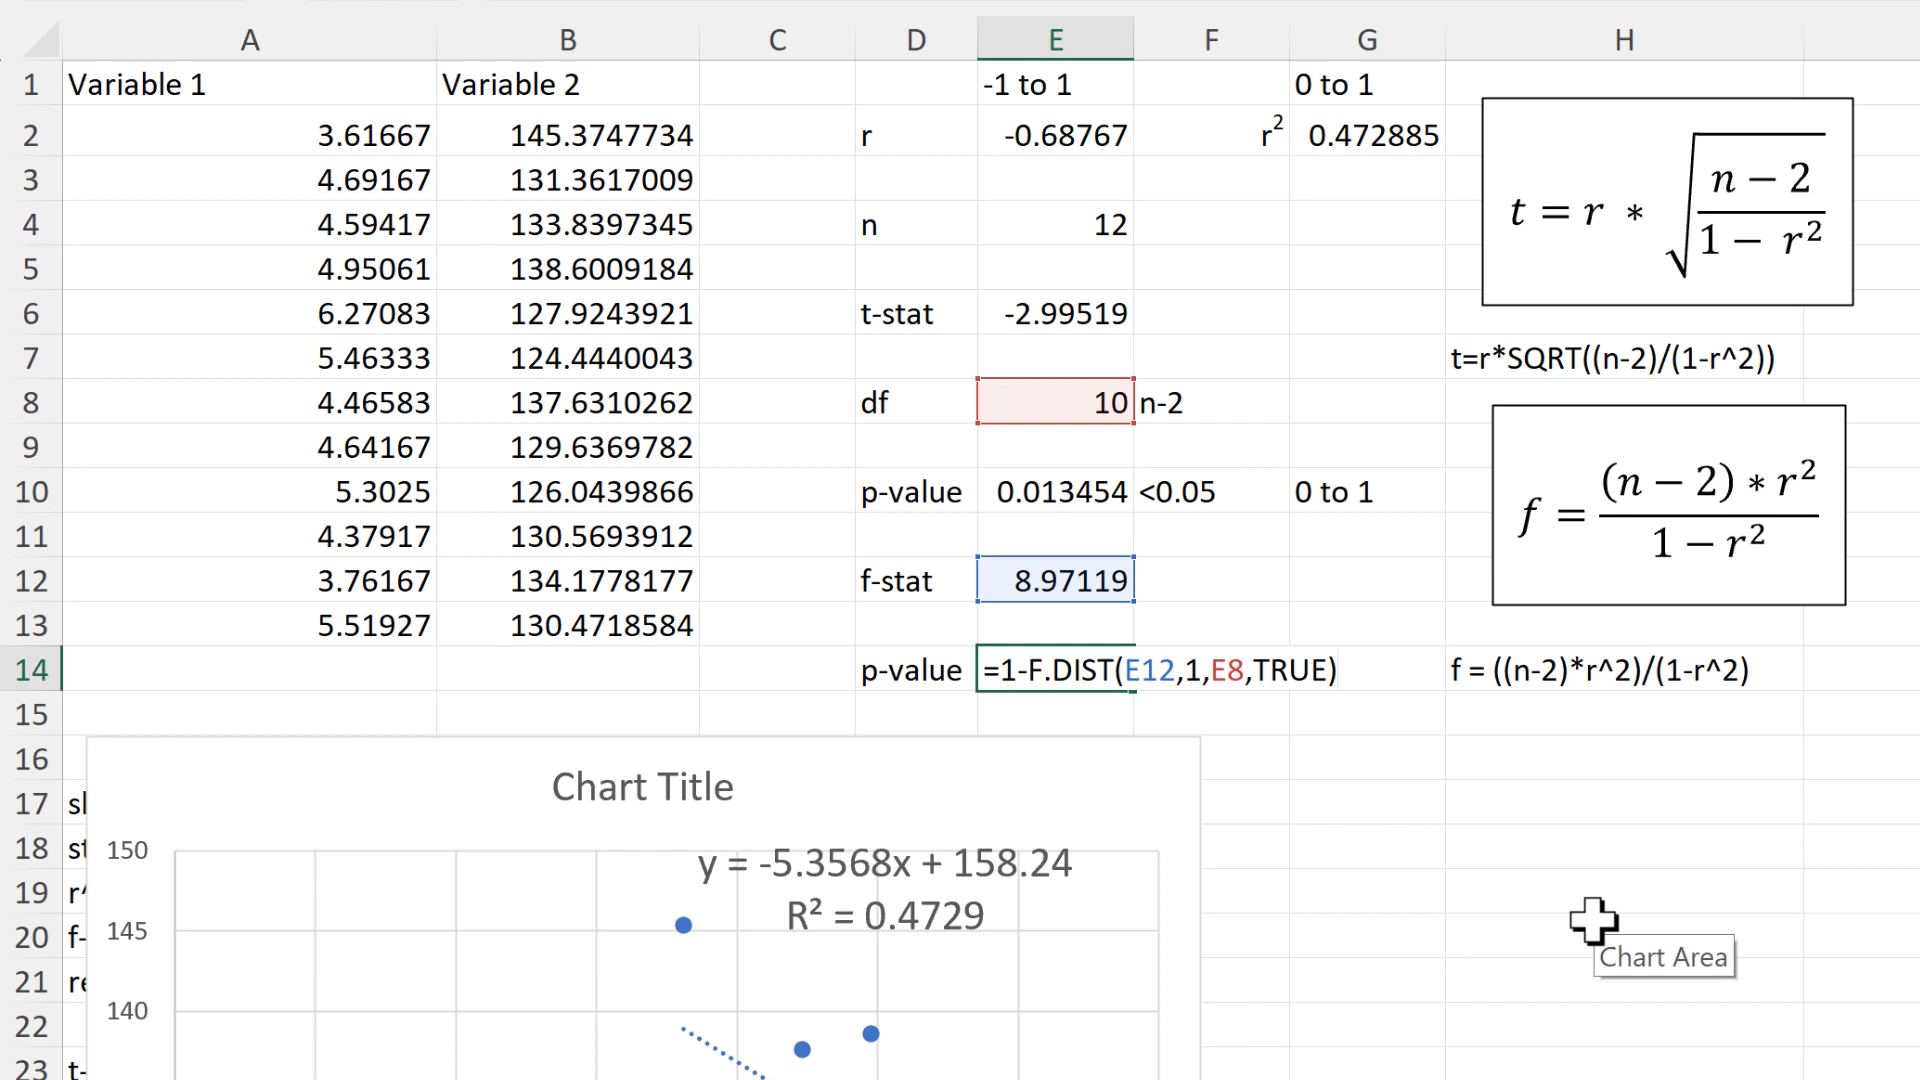 A B C D E F G H
1 Variable 1 Variable 2 -1 to 1 0 to 1
2 3.61667 145.3747734 r -0.68767 r² 0.472885
3 4.69167 131.3617009
4 4.59417 133.8397345 n 12
5 4.95061 138.6009184
6 6.27083 127.9243921 t-stat -2.99519
t = r * √((n − 2)/(1 − r²))
7 5.46333 124.4440043 t=r*SQRT((n-2)/(1-r^2))
8 4.46583 137.6310262 df 10 n-2
9 4.64167 129.6369782
10 5.3025 126.0439866 p-value 0.013454 <0.05 0 to 1
11 4.37917 130.5693912
f = ((n − 2) * r²)/(1 − r²)
12 3.76167 134.1778177 f-stat 8.97119
13 5.51927 130.4718584
14 p-value =1-F.DIST(E12,1,E8,TRUE) f = ((n-2)*r^2)/(1-r^2)
15
16
Chart Title
17 sl
18 st
150
y = -5.3568x + 158.24
19 r^
R² = 0.4729
20 f-
145
Chart Area
21 re
140
22
23 t-